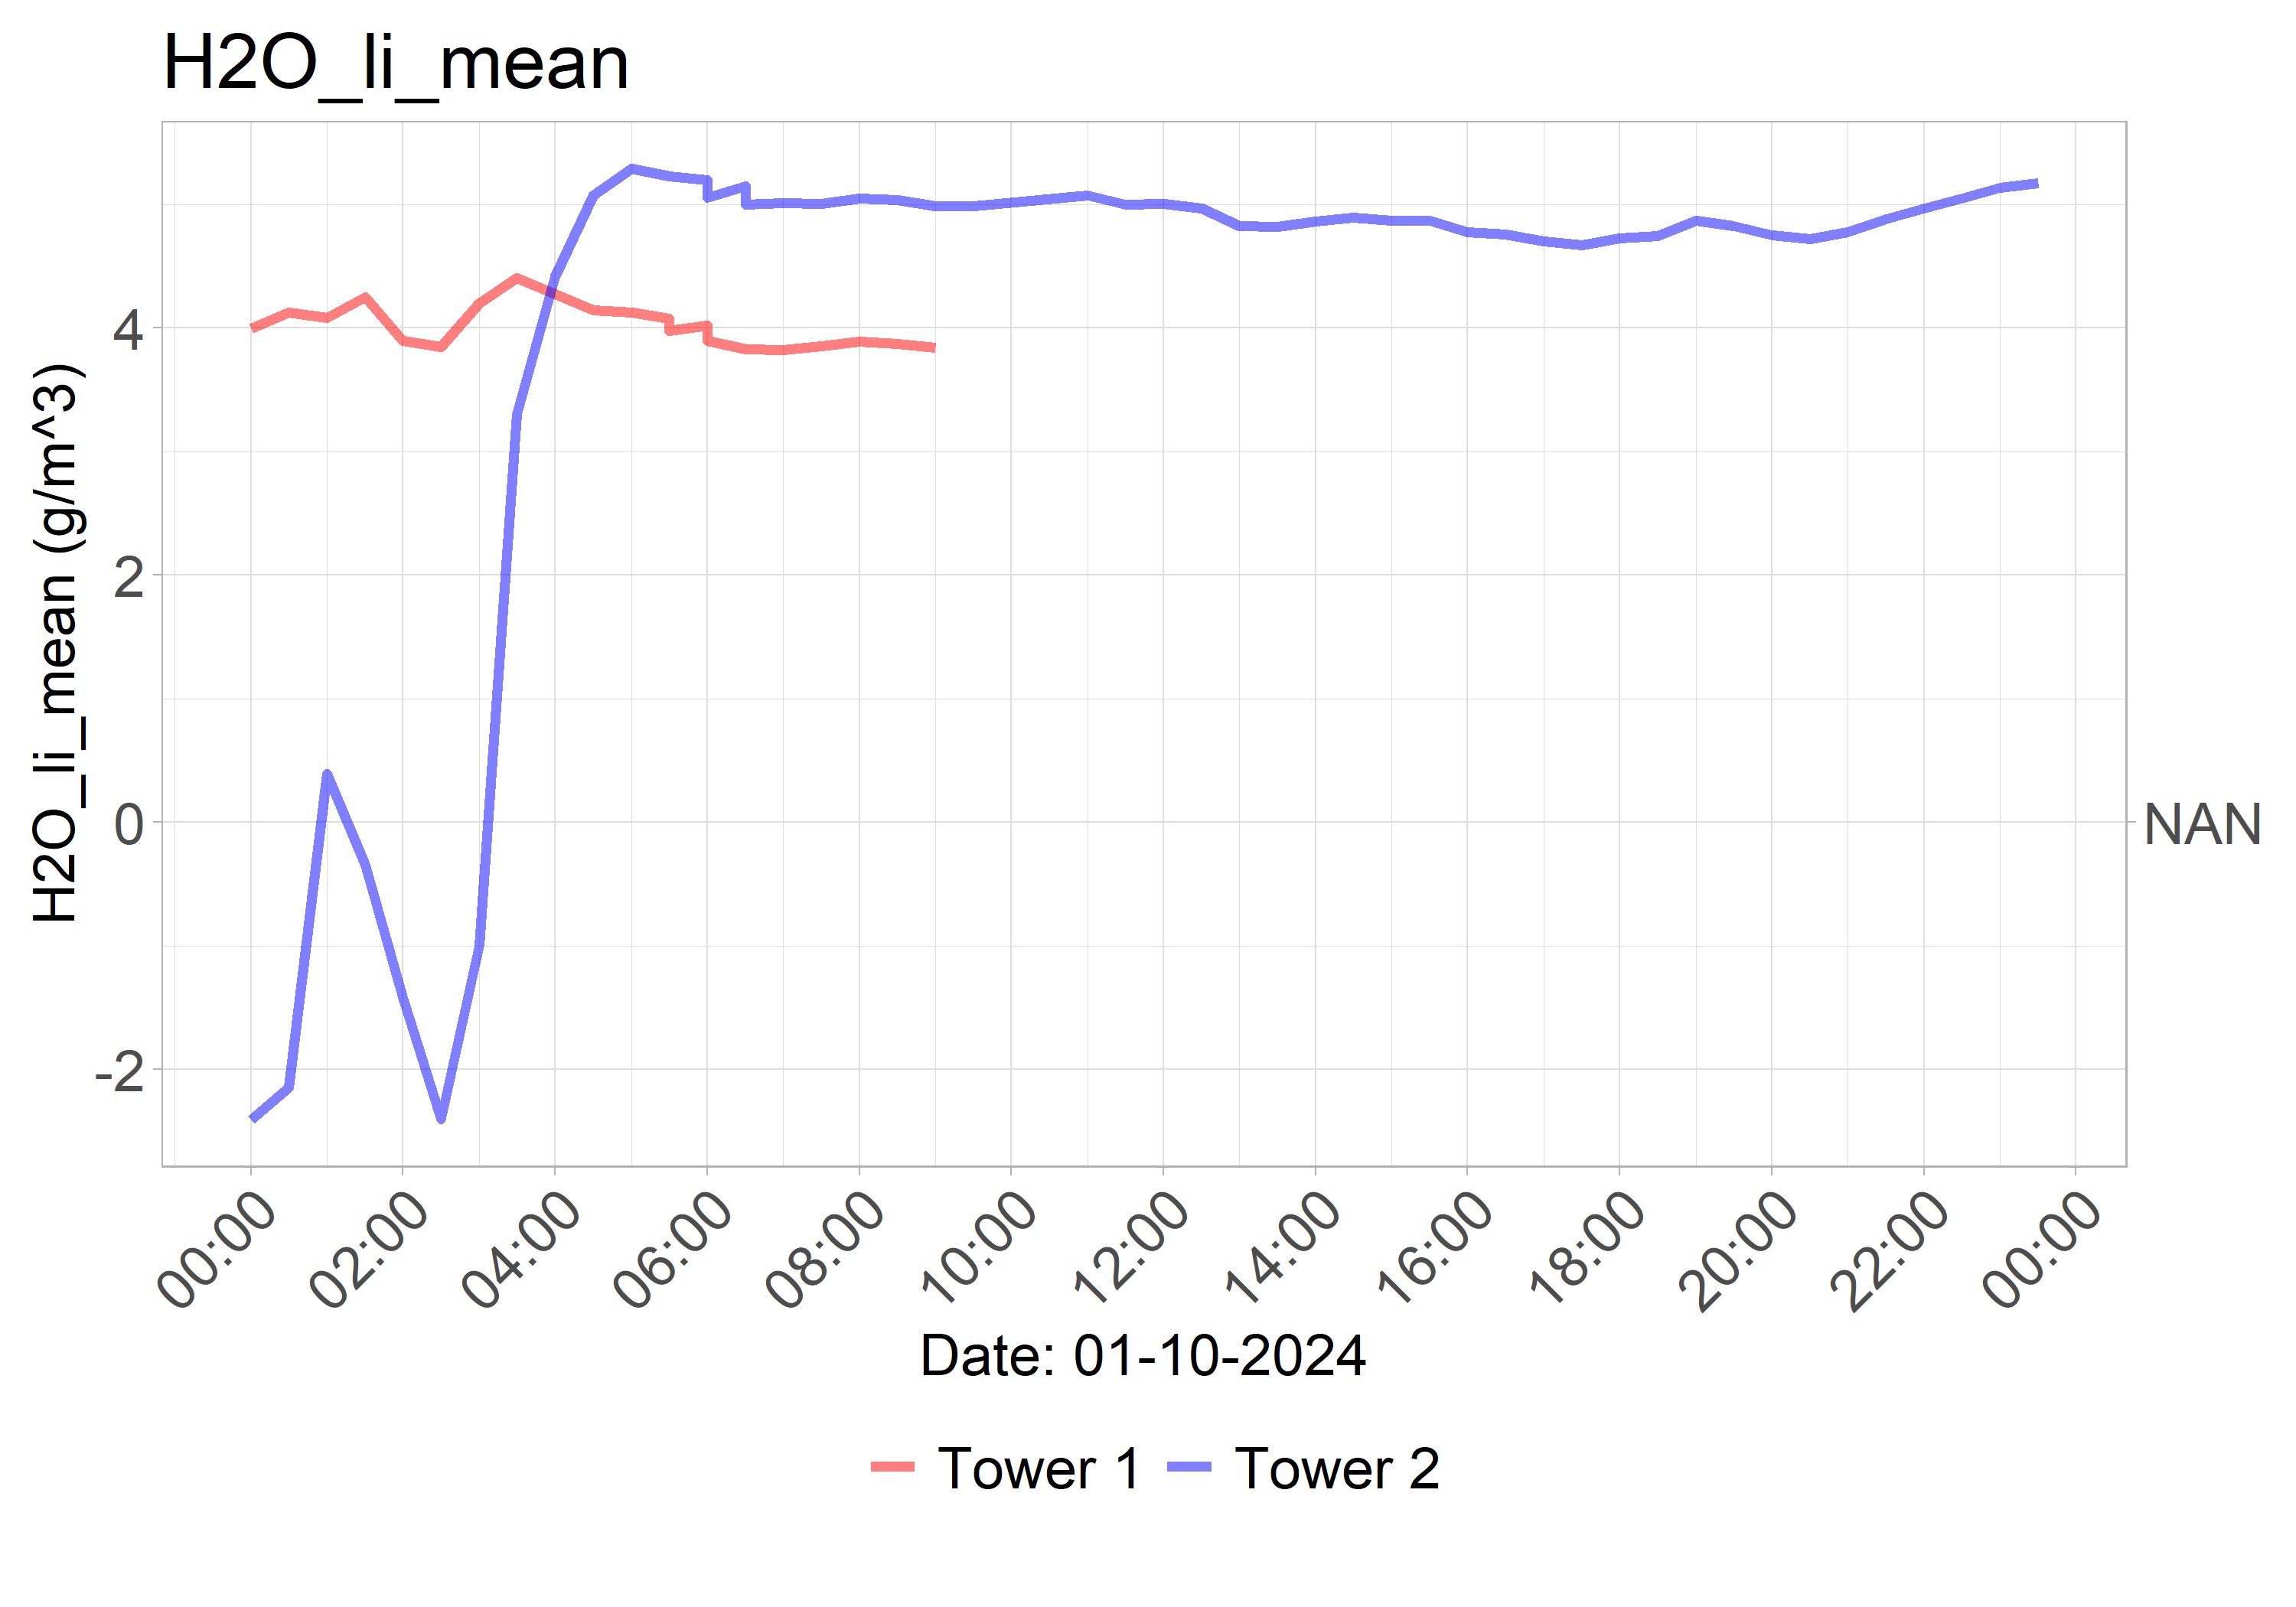 H2O_li_mean
H2O_li_mean (g/m^3)
4
2
0
-2
NAN
00:00
02:00
04:00
06:00
08:00
10:00
12:00
14:00
16:00
18:00
20:00
22:00
00:00
Date: 01-10-2024
Tower 1
Tower 2